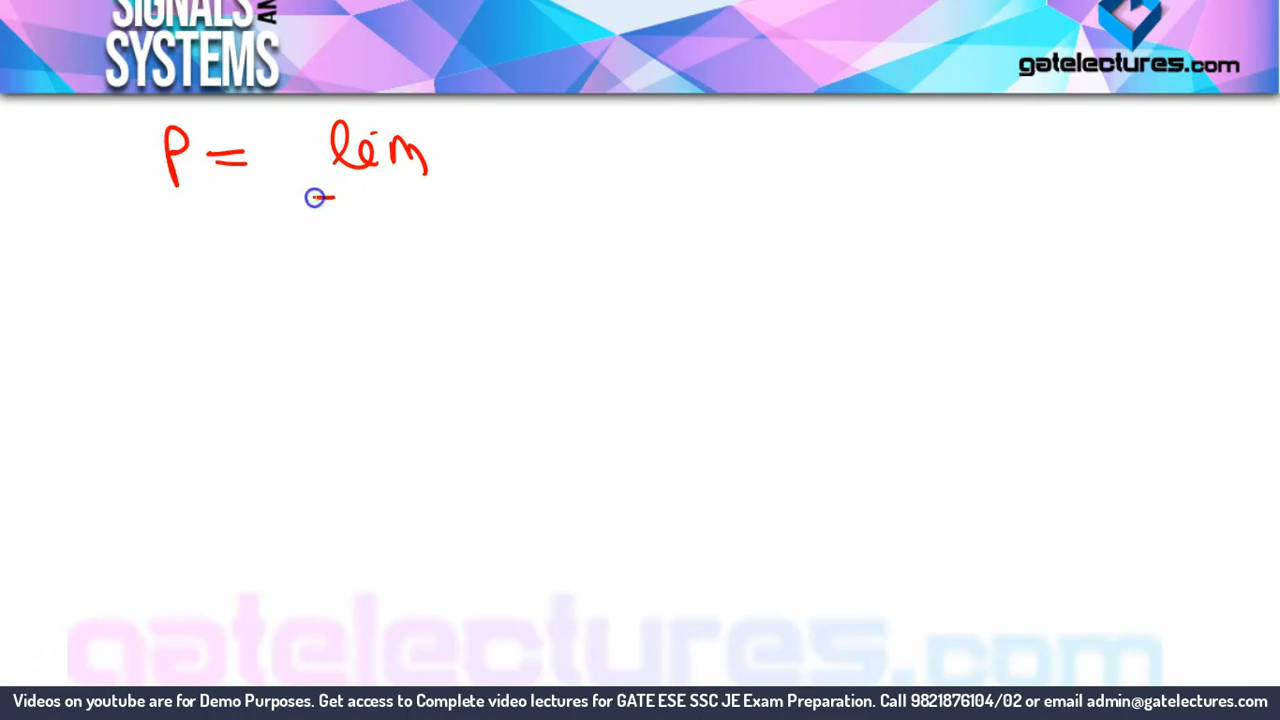 SIGNALS AND
SYSTEMS
gatelectures.com
P = lim
gatelectures.com
Videos on youtube are for Demo Purposes. Get access to Complete video lectures for GATE ESE SSC JE Exam Preparation. Call 9821876104/02 or email admin@gatelectures.com